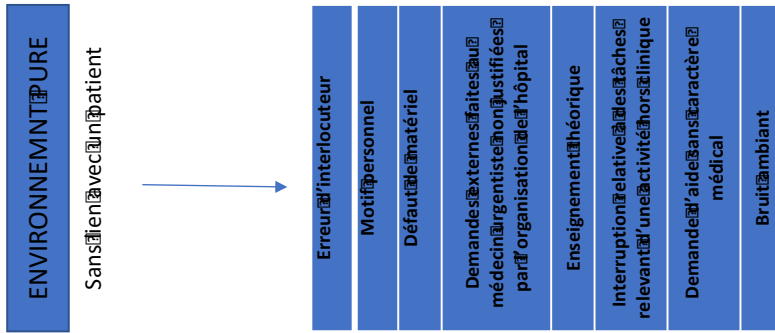 ENVIRONNEMNT PURE
Sans lien avec un patient
Erreur d'interlocuteur
Motif personnel
Défaut de matériel
Demandes externes faites au
médecin urgentiste non justifiées
par l'organisation de l'hôpital
Enseignement théorique
Interruption relative à des tâches
relevant d'une activité hors clinique
Demande d'aide sans caractère
médical
Bruit ambiant